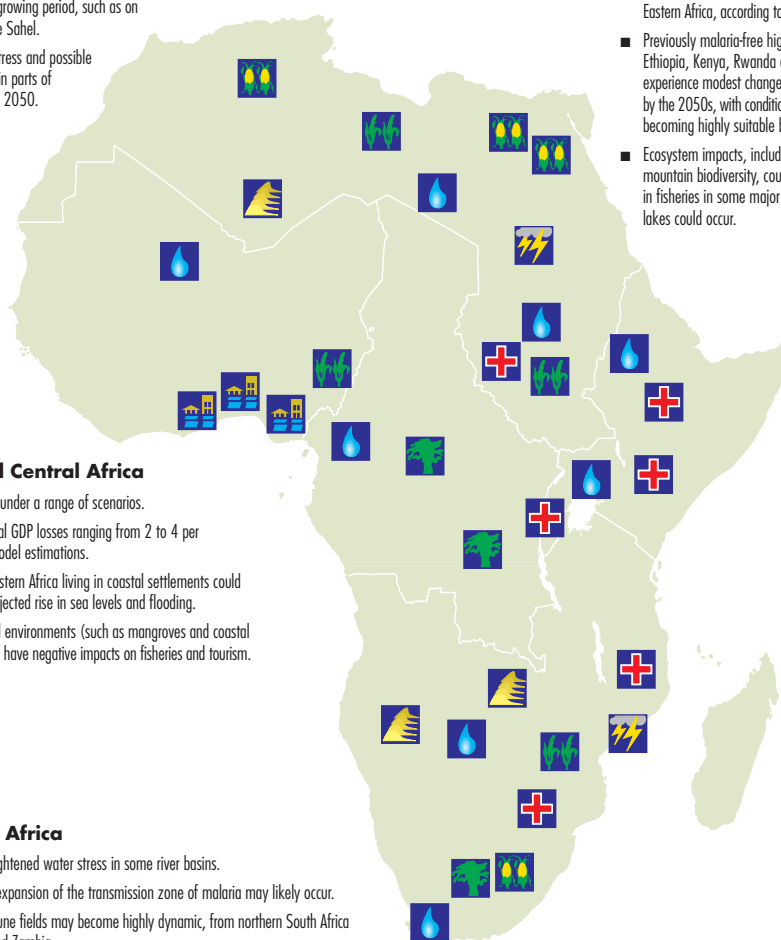 growing period, such as on
e Sahel.
tress and possible
in parts of
2050.
Eastern Africa, according to
■ Previously malaria-free hig
Ethiopia, Kenya, Rwanda
experience modest change
by the 2050s, with conditio
becoming highly suitable b
■ Ecosystem impacts, includ
mountain biodiversity, cou
in fisheries in some major
lakes could occur.
Central Africa
under a range of scenarios.
al GDP losses ranging from 2 to 4 per
odel estimations.
stern Africa living in coastal settlements could
jected rise in sea levels and flooding.
l environments (such as mangroves and coastal
have negative impacts on fisheries and tourism.
Africa
ghtened water stress in some river basins.
expansion of the transmission zone of malaria may likely occur.
une fields may become highly dynamic, from northern South Africa
nd Zambia.